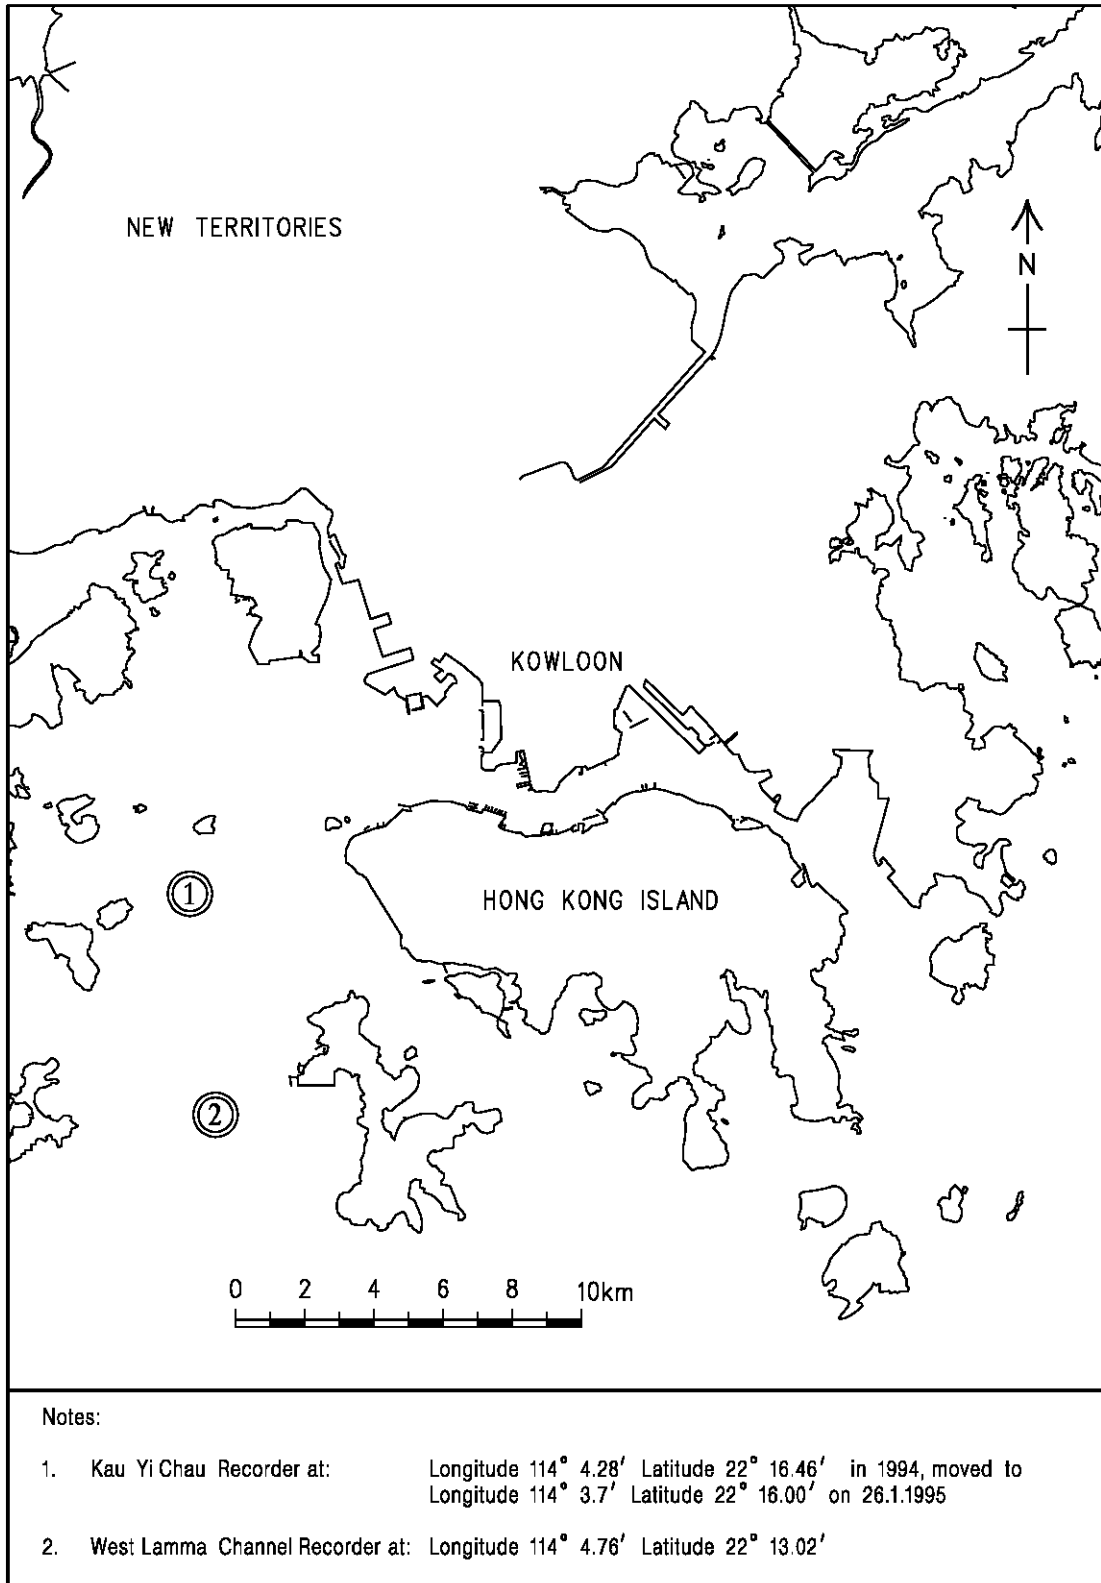 NEW TERRITORIES
N
KOWLOON
1
HONG KONG ISLAND
2
0 2 4 6 8 10km
Notes:
1. Kau Yi Chau Recorder at: Longitude 114° 4.28′ Latitude 22° 16.46′ in 1994, moved to
Longitude 114° 3.7′ Latitude 22° 16.00′ on 26.1.1995
2. West Lamma Channel Recorder at: Longitude 114° 4.76′ Latitude 22° 13.02′